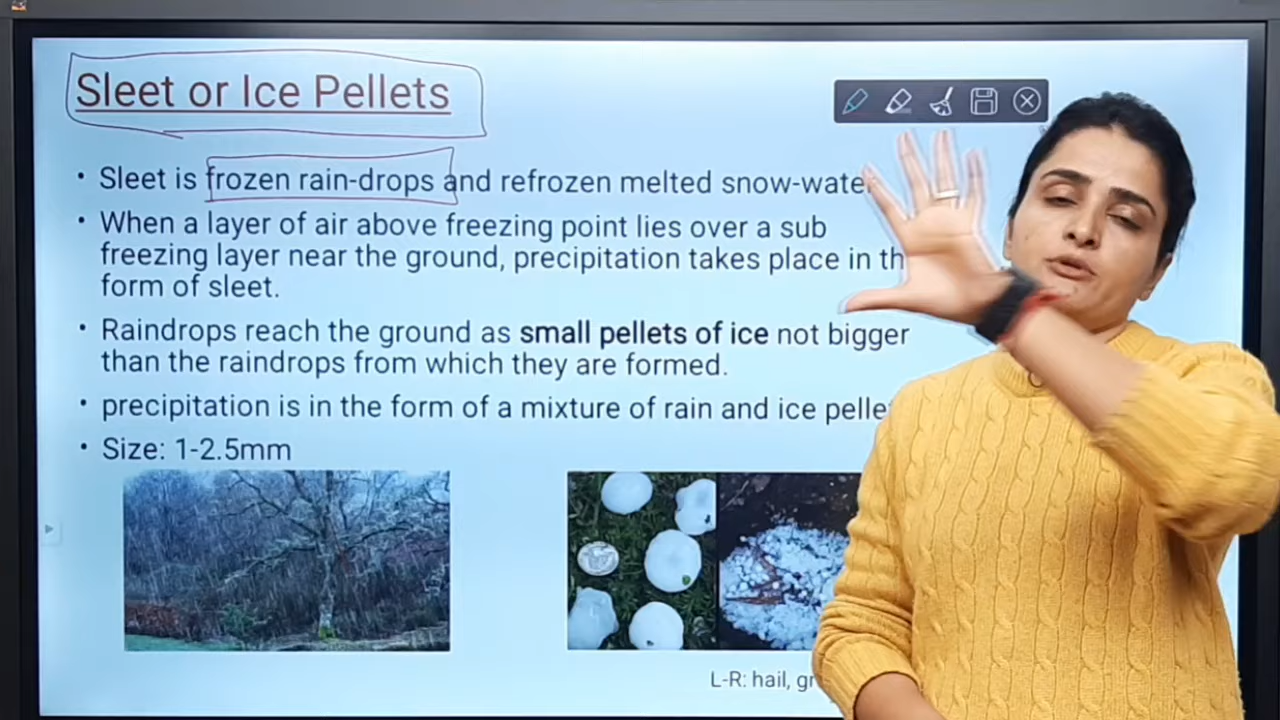 Sleet or Ice Pellets
• Sleet is frozen rain-drops and refrozen melted snow-water
• When a layer of air above freezing point lies over a sub
freezing layer near the ground, precipitation takes place in th
form of sleet.
• Raindrops reach the ground as small pellets of ice not bigger
than the raindrops from which they are formed.
• precipitation is in the form of a mixture of rain and ice pelle
• Size: 1-2.5mm
L-R: hail, gr